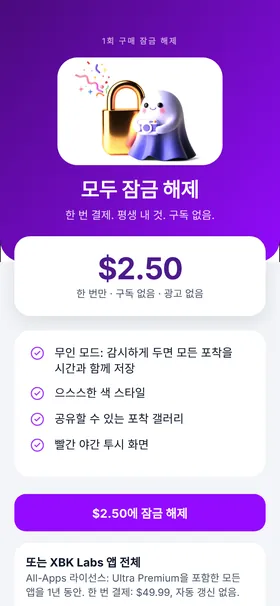 1회 구매 잠금 해제
모두 잠금 해제
한 번 결제. 평생 내 것. 구독 없음.
$2.50
한 번만 · 구독 없음 · 광고 없음
무인 모드: 감시하게 두면 모든 포착을
시간과 함께 저장
으스스한 색 스타일
공유할 수 있는 포착 갤러리
빨간 야간 투시 화면
$2.50에 잠금 해제
또는 XBK Labs 앱 전체
All-Apps 라이선스: Ultra Premium을 포함한 모든
앱을 1년 동안. 한 번 결제: $49.99, 자동 갱신 없음.